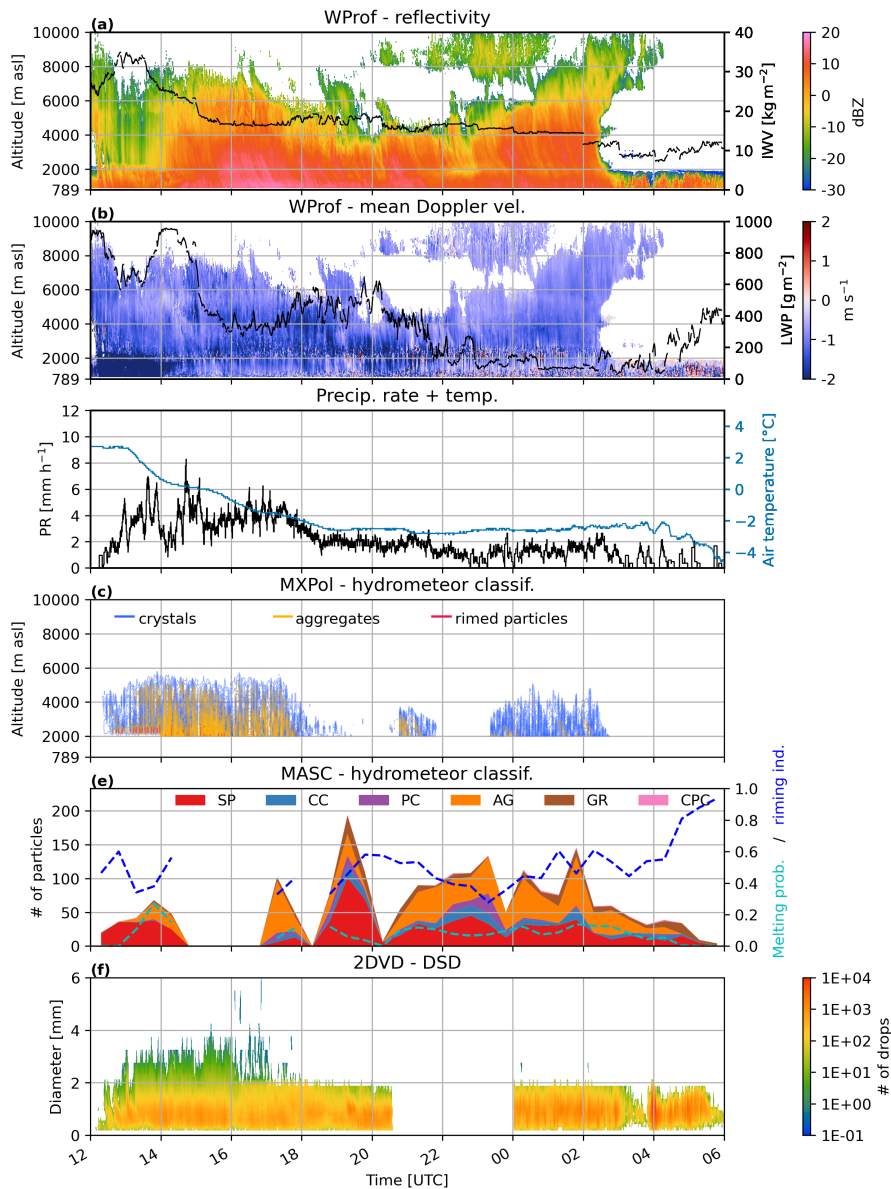 (a)
WProf - reflectivity
10000
8000
6000
4000
2000
789
Altitude [m asl]
40
30
20
10
0
IWV [kg m−2]
20
10
0
-10
-20
-30
dBZ
(b)
WProf - mean Doppler vel.
10000
8000
6000
4000
2000
789
Altitude [m asl]
1000
800
600
400
200
0
LWP [g m−2]
2
1
0
-1
-2
m s−1
Precip. rate + temp.
12
10
8
6
4
2
0
PR [mm h−1]
4
2
0
−2
−4
Air temperature [°C]
(c)
MXPol - hydrometeor classif.
crystals
aggregates
rimed particles
10000
8000
6000
4000
2000
789
Altitude [m asl]
(e)
MASC - hydrometeor classif.
SP
CC
PC
AG
GR
CPC
200
150
100
50
0
# of particles
1.0
0.8
0.6
0.4
0.2
0.0
Melting prob. / riming ind.
(f)
2DVD - DSD
6
4
2
0
Diameter [mm]
1E+04
1E+03
1E+02
1E+01
1E+00
1E-01
# of drops
12
14
16
18
20
22
00
02
04
06
Time [UTC]